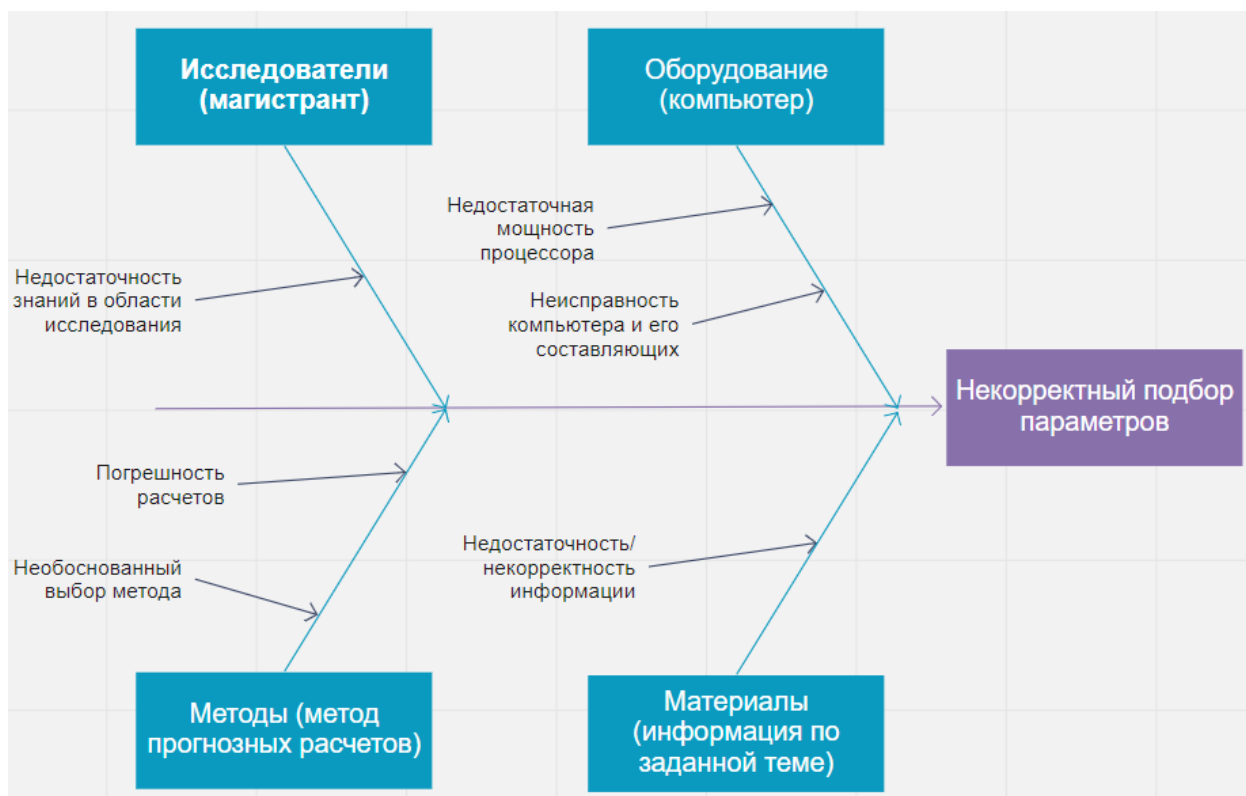 Исследователи
(магистрант)
Оборудование
(компьютер)
Недостаточная
мощность
процессора
Недостаточность
знаний в области
исследования
Неисправность
компьютера и его
составляющих
Некорректный подбор
параметров
Погрешность
расчетов
Необоснованный
выбор метода
Недостаточность/
некорректность
информации
Методы (метод
прогнозных расчетов)
Материалы
(информация по
заданной теме)